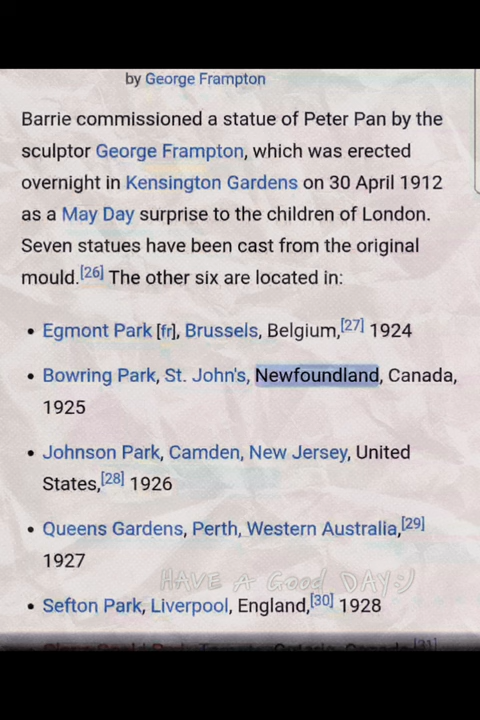 by George Frampton
Barrie commissioned a statue of Peter Pan by the
sculptor George Frampton, which was erected
overnight in Kensington Gardens on 30 April 1912
as a May Day surprise to the children of London.
Seven statues have been cast from the original
mould.[26] The other six are located in:
• Egmont Park [fr], Brussels, Belgium,[27] 1924
• Bowring Park, St. John's, Newfoundland, Canada,
1925
• Johnson Park, Camden, New Jersey, United
States,[28] 1926
• Queens Gardens, Perth, Western Australia,[29]
1927
HAVE A GooD DAY:)
• Sefton Park, Liverpool, England,[30] 1928